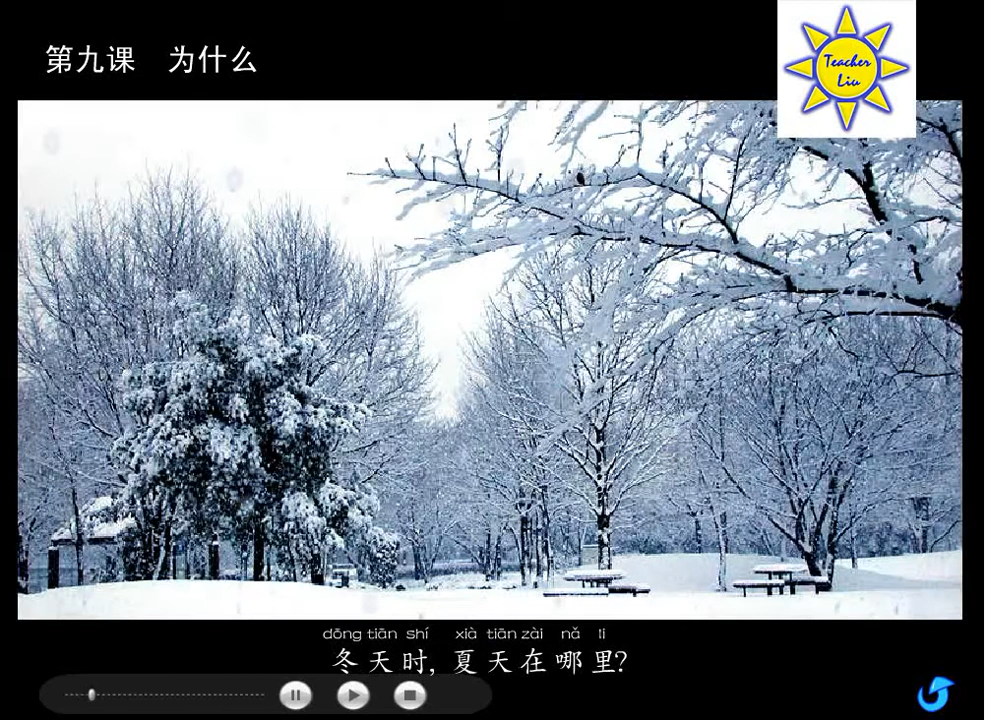 第九课 为什么
Teacher
Liu
dōng tiān shí xià tiān zài nǎ li
冬天时, 夏天在哪里?